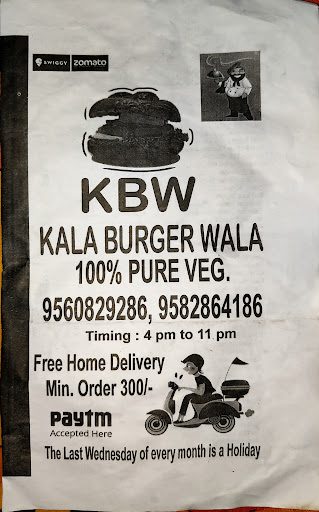 SWIGGY zomato
KBW
KALA BURGER WALA
100% PURE VEG.
9560829286, 9582864186
Timing : 4 pm to 11 pm
Free Home Delivery
Min. Order 300/-
paytm
Accepted Here
The Last Wednesday of every month is a Holiday